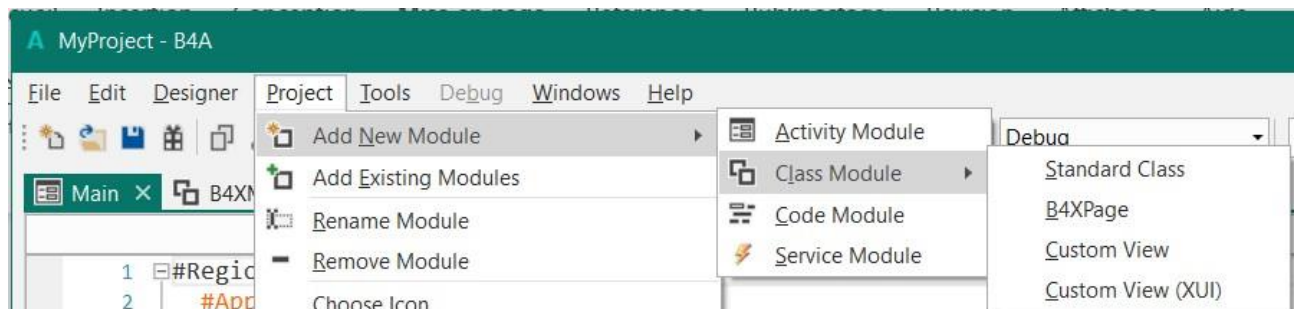 MyProject - B4A
File Edit Designer Project Tools Debug Windows Help
Add New Module
Activity Module
Debug
Main
Add Existing Modules
Class Module
Standard Class
Rename Module
Code Module
B4XPage
Remove Module
Service Module
Custom View
1 #Regio
Choose Icon
Custom View (XUI)
2 #App